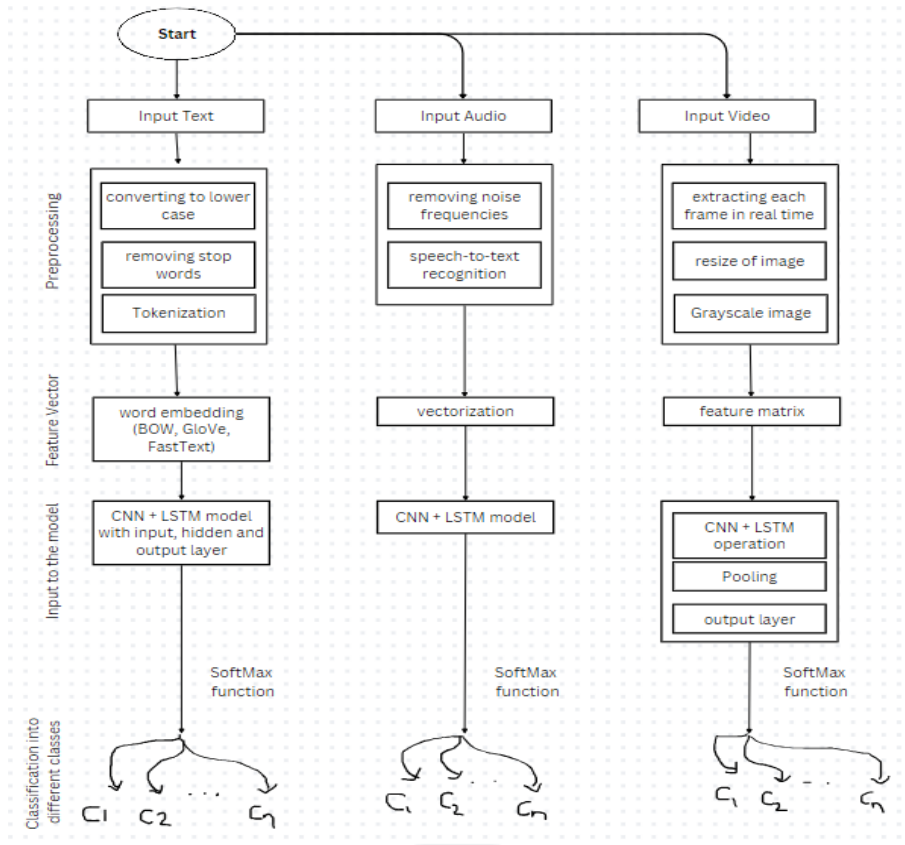 Start
Input Text
Input Audio
Input Video
Preprocessing
converting to lower
case
removing stop
words
Tokenization
removing noise
frequencies
speech-to-text
recognition
extracting each
frame in real time
resize of image
Grayscale image
Feature Vector
word embedding
(BOW, GloVe,
FastText)
vectorization
feature matrix
Input to the model
CNN + LSTM model
with input, hidden and
output layer
CNN + LSTM model
CNN + LSTM
operation
Pooling
output layer
SoftMax
function
SoftMax
function
SoftMax
function
Classification into
different classes
C1 C2 ... Cn
C1 C2 ... Cn
C1 C2 ... Cn